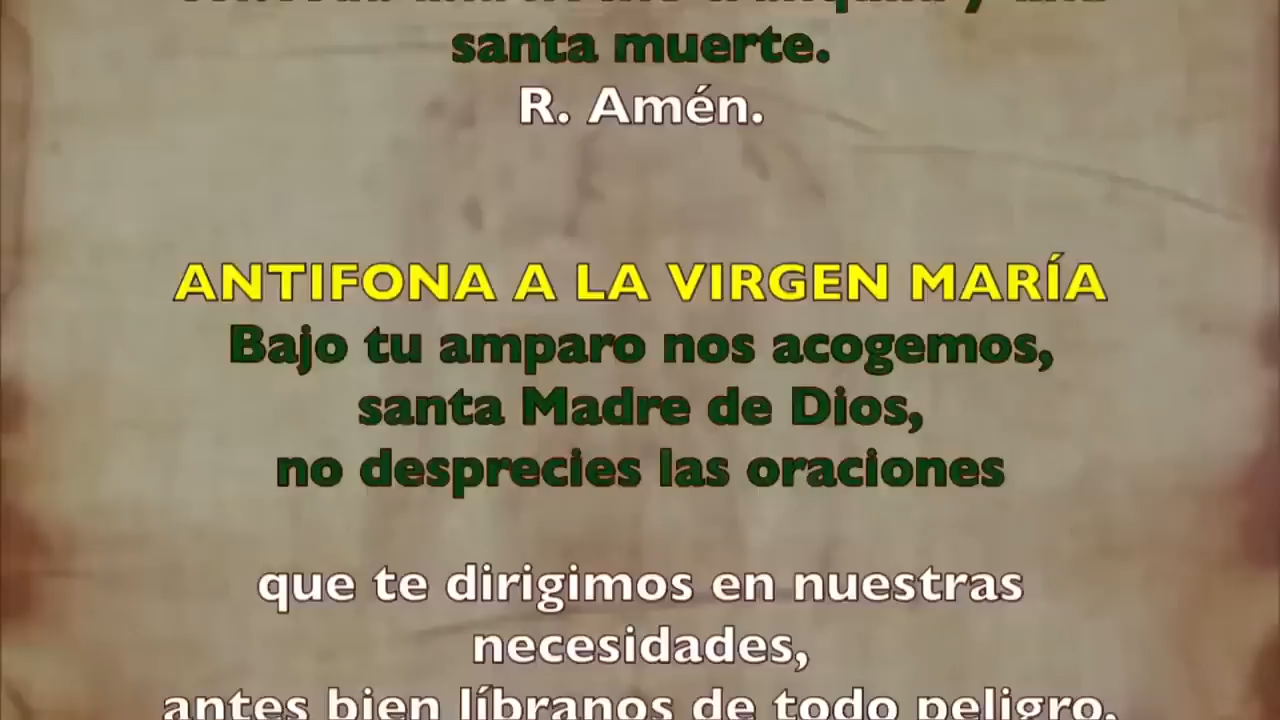 santa muerte.
R. Amén.
ANTIFONA A LA VIRGEN MARÍA
Bajo tu amparo nos acogemos,
santa Madre de Dios,
no desprecies las oraciones
que te dirigimos en nuestras
necesidades,
antes bien líbranos de todo peligro,